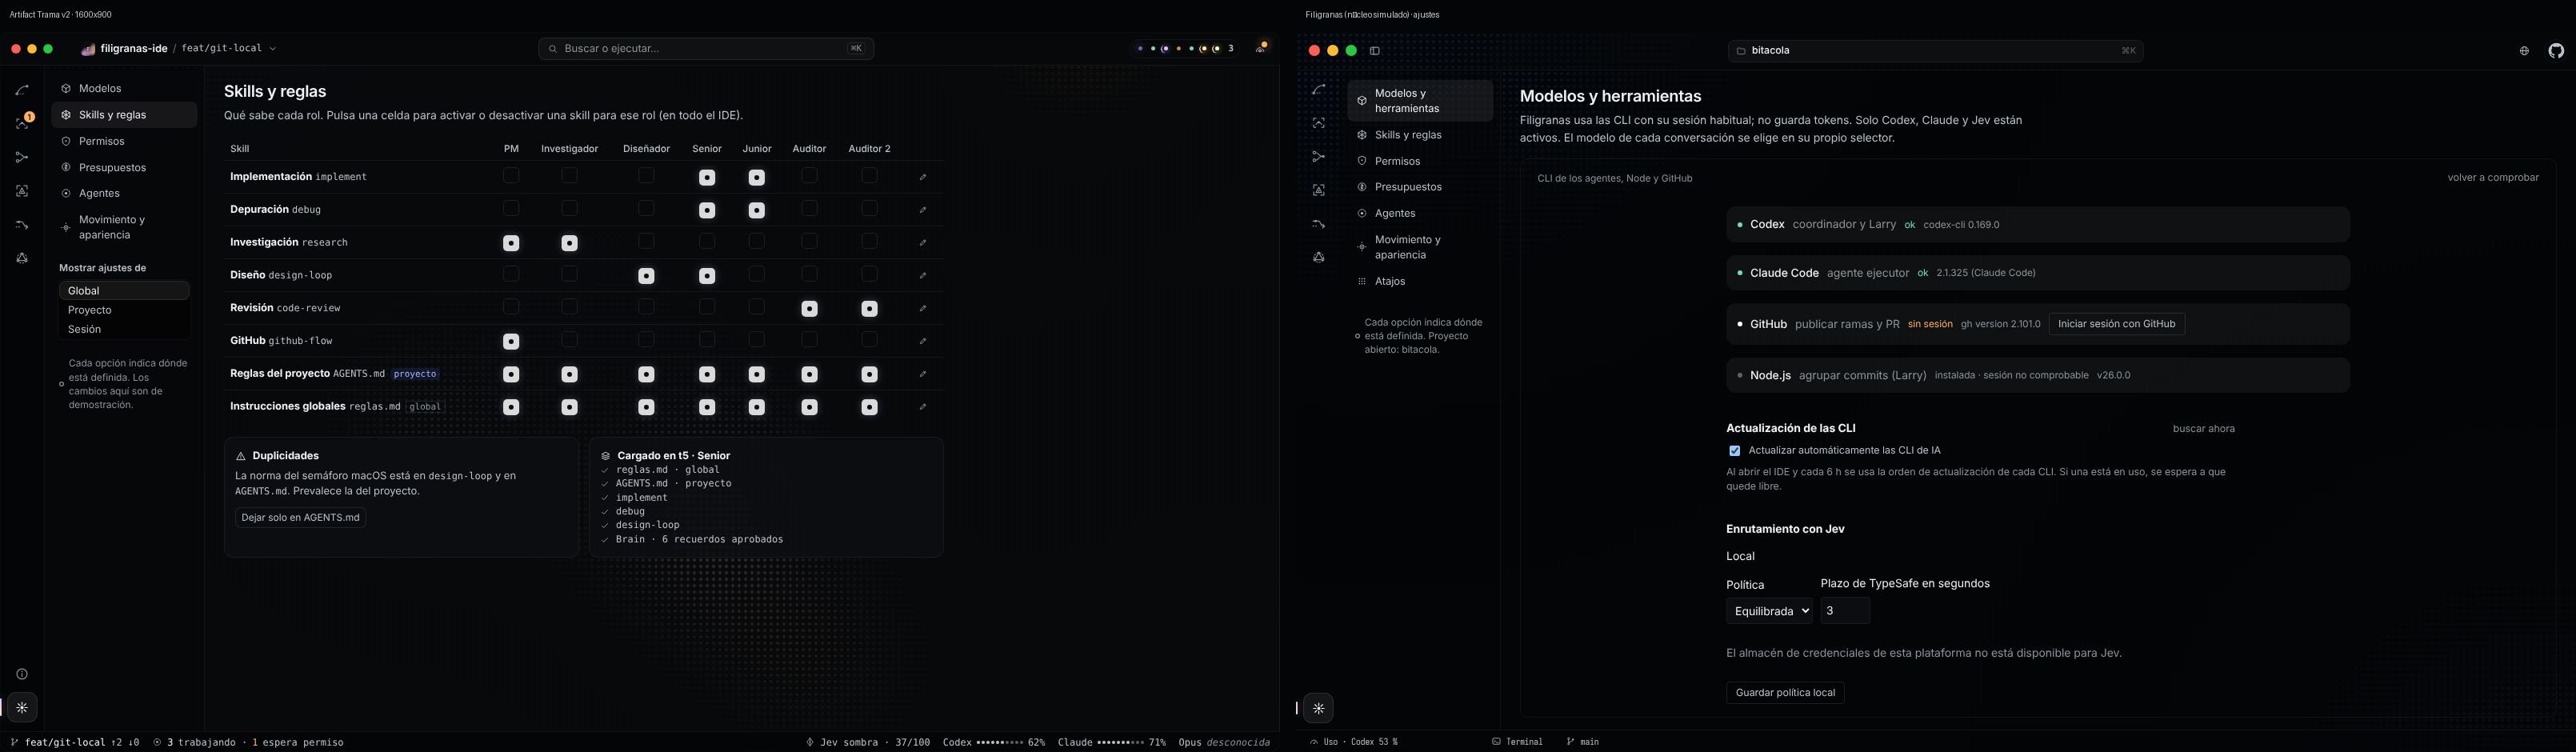 Artifact Trama v2 · 1600x900
filigranas-ide / feat/git-local
Buscar o ejecutar...
⌘K
3
1
Modelos
Skills y reglas
Permisos
Presupuestos
Agentes
Movimiento y
apariencia
Mostrar ajustes de
Global
Proyecto
Sesión
Cada opción indica dónde
está definida. Los
cambios aquí son de
demostración.
Skills y reglas
Qué sabe cada rol. Pulsa una celda para activar o desactivar una skill para ese rol (en todo el IDE).
Skill PM Investigador Diseñador Senior Junior Auditor Auditor 2
Implementación implement
Depuración debug
Investigación research
Diseño design-loop
Revisión code-review
GitHub github-flow
Reglas del proyecto AGENTS.md proyecto
Instrucciones globales reglas.md global
Duplicidades
La norma del semáforo macOS está en design-loop y en
AGENTS.md. Prevalece la del proyecto.
Dejar solo en AGENTS.md
Cargado en t5 · Senior
reglas.md · global
AGENTS.md · proyecto
implement
debug
design-loop
Brain · 6 recuerdos aprobados
feat/git-local ↑2 ↓0 3 trabajando · 1 espera permiso
Jev sombra · 37/100 Codex 62% Claude 71% Opus desconocida
Filigranas (núcleo simulado) · ajustes
bitacola
⌘K
Modelos y
herramientas
Skills y reglas
Permisos
Presupuestos
Agentes
Movimiento y
apariencia
Atajos
Cada opción indica dónde
está definida. Proyecto
abierto: bitacola.
Modelos y herramientas
Filigranas usa las CLI con su sesión habitual; no guarda tokens. Solo Codex, Claude y Jev están
activos. El modelo de cada conversación se elige en su propio selector.
CLI de los agentes, Node y GitHub
volver a comprobar
Codex coordinador y Larry ok codex-cli 0.169.0
Claude Code agente ejecutor ok 2.1.325 (Claude Code)
GitHub publicar ramas y PR sin sesión gh version 2.101.0 Iniciar sesión con GitHub
Node.js agrupar commits (Larry) instalada · sesión no comprobable v26.0.0
Actualización de las CLI
buscar ahora
Actualizar automáticamente las CLI de IA
Al abrir el IDE y cada 6 h se usa la orden de actualización de cada CLI. Si una está en uso, se espera a que
quede libre.
Enrutamiento con Jev
Local
Política Plazo de TypeSafe en segundos
Equilibrada 3
El almacén de credenciales de esta plataforma no está disponible para Jev.
Guardar política local
Uso · Codex 53 % Terminal main